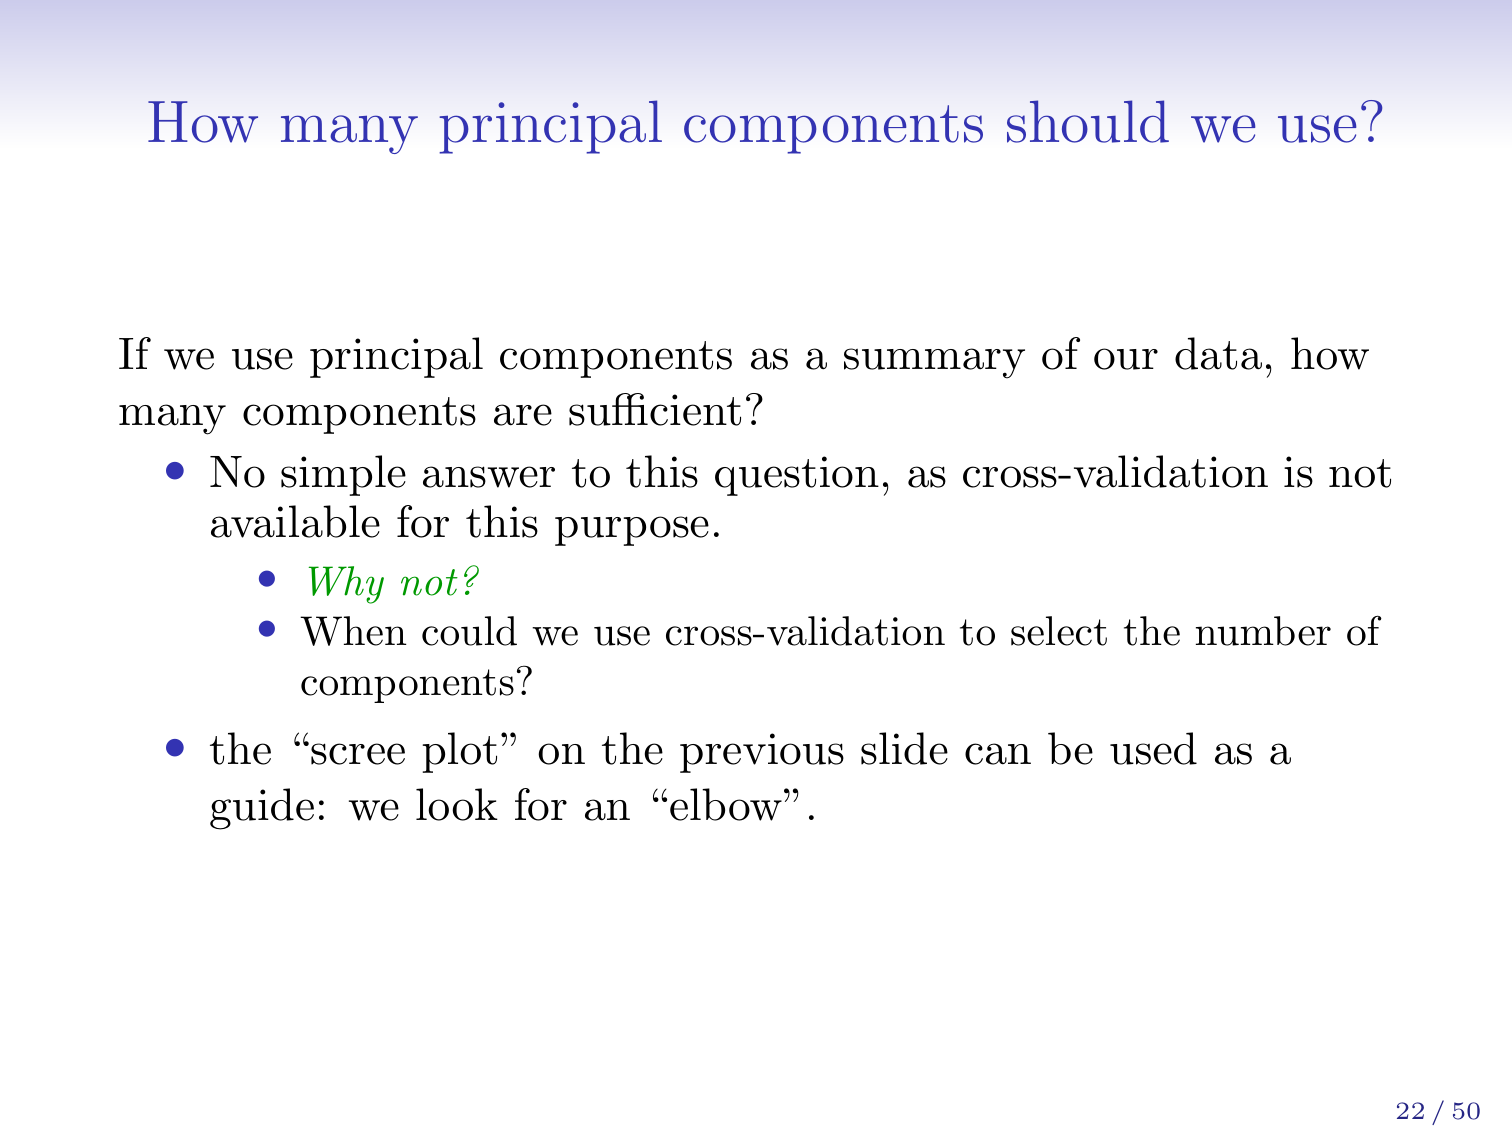 How many principal components should we use?
If we use principal components as a summary of our data, how
many components are sufficient?
• No simple answer to this question, as cross-validation is not
available for this purpose.
• Why not?
• When could we use cross-validation to select the number of
components?
• the “scree plot” on the previous slide can be used as a
guide: we look for an “elbow”.
22 / 50